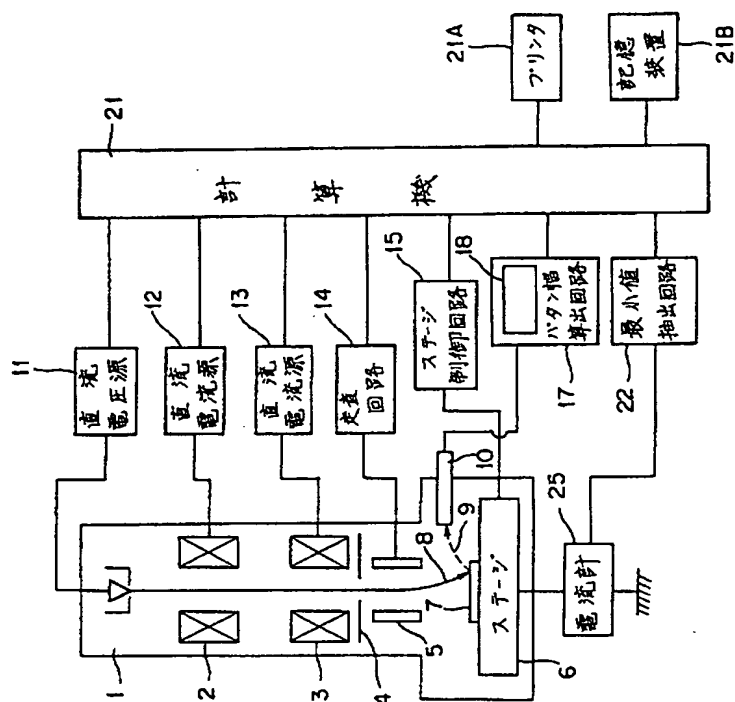 21
計算機
21A
プリンタ
21B
記憶
装置
11
直流
電圧源
12
直流
電流源
13
直流
電流源
14
走査
回路
15
ステージ
制御回路
18
パタン幅
算出回路
17
最小値
抽出回路
22
25
電流計
1
2
3
4
5
10
9
8
7
ステージ
6